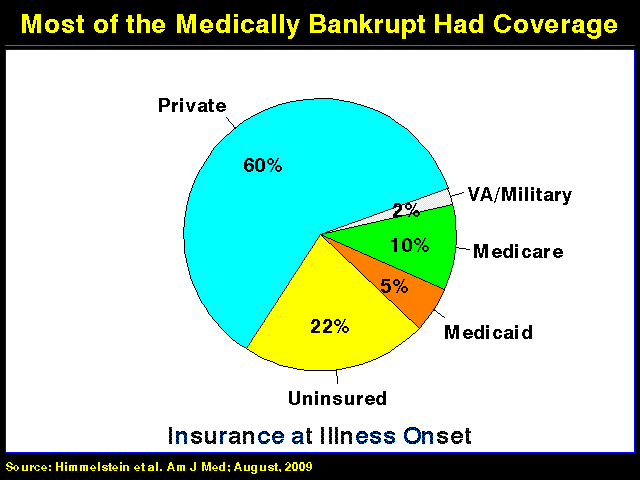 Most of the Medically Bankrupt Had Coverage
Private
60%
VA/Military
2%
Medicare
10%
5%
Medicaid
22%
Uninsured
Insurance at Illness Onset
Source: Himmelstein et al. Am J Med; August, 2009